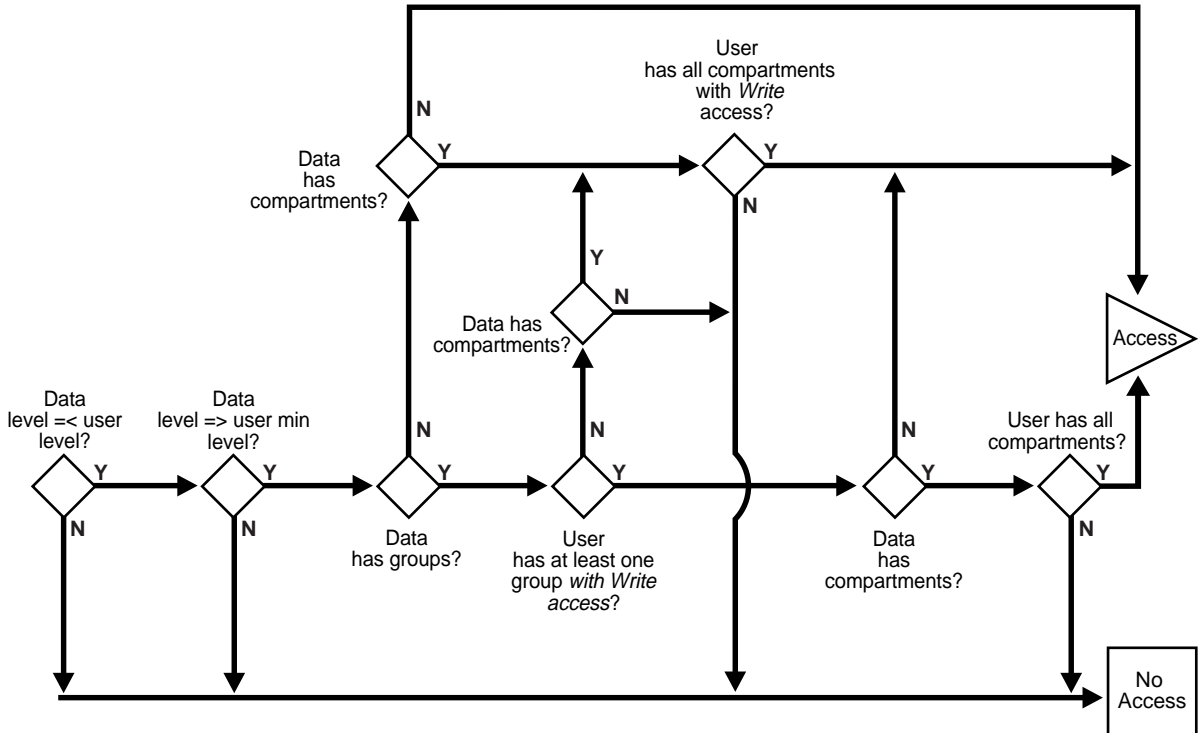 User
has all compartments
with Write
access?
N
Y
Y
N
Data
has
compartments?
Y
N
Data has
compartments?
Access
Data
level =< user
level?
Data
level => user min
level?
User has all
compartments?
N
N
N
Y
Y
Y
Y
Y
Y
N
N
N
Data
has groups?
User
has at least one
group with Write
access?
Data
has
compartments?
No
Access